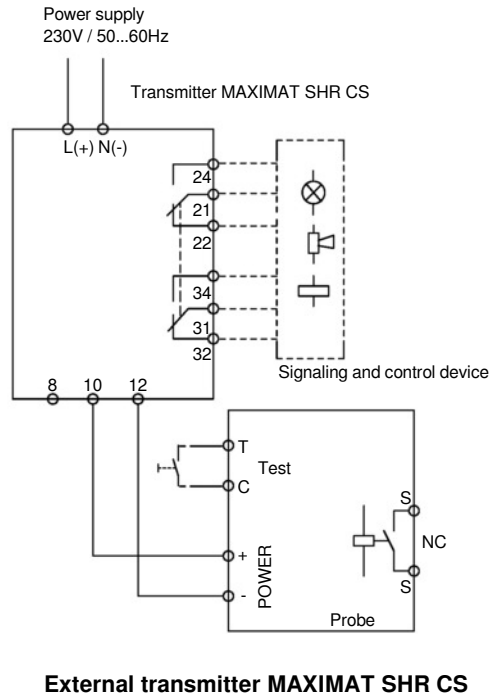 Power supply
230V / 50...60Hz
Transmitter MAXIMAT SHR CS
L(+) N(-)
24
21
22
34
31
32
Signaling and control device
8 10 12
T
Test
C
S
NC
+
POWER
-
S
Probe
External transmitter MAXIMAT SHR CS